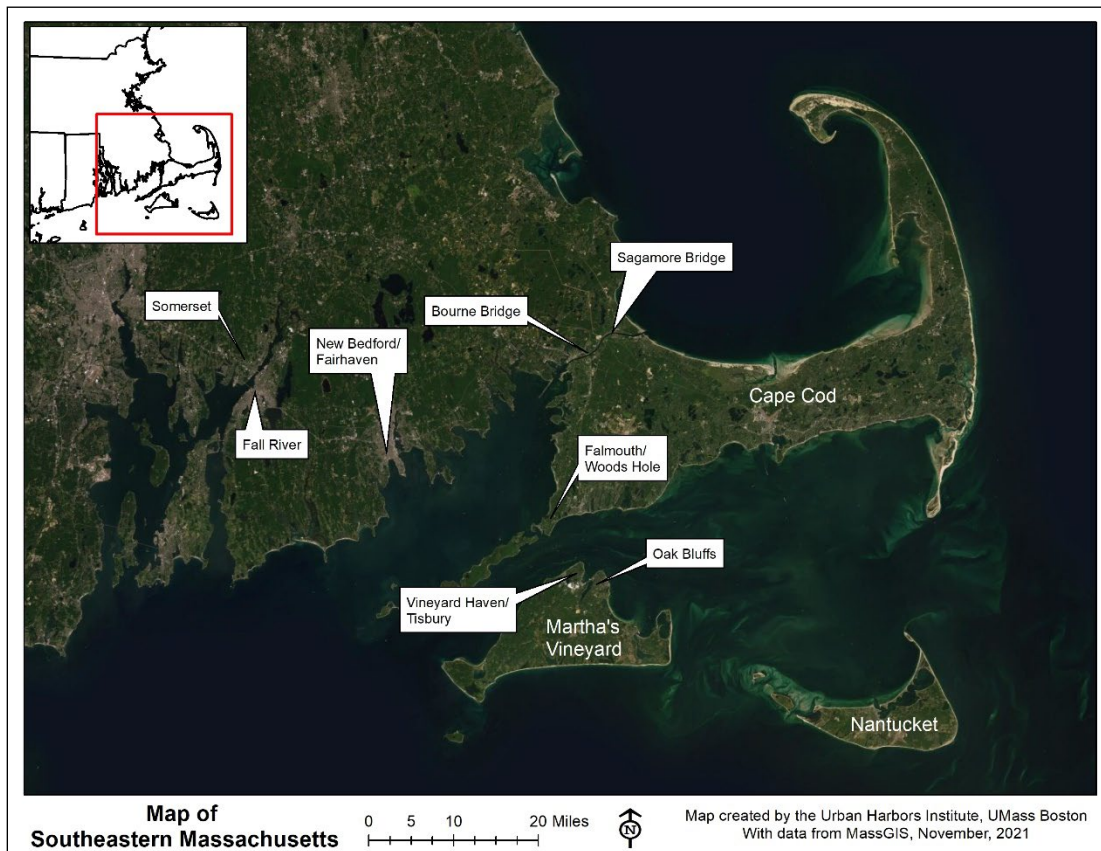 Sagamore Bridge
Somerset
Bourne Bridge
New Bedford/
Fairhaven
Cape Cod
Fall River
Falmouth/
Woods Hole
Oak Bluffs
Vineyard Haven/
Tisbury
Martha's
Vineyard
Nantucket
Map of
Southeastern Massachusetts
0 5 10 20 Miles
N
Map created by the Urban Harbors Institute, UMass Boston
With data from MassGIS, November, 2021